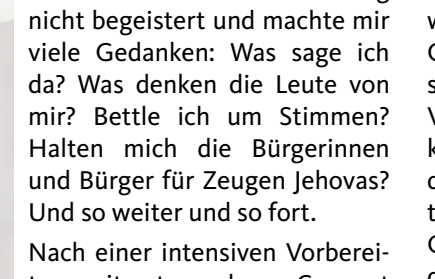 nicht begeistert und machte mir
viele Gedanken: Was sage ich
da? Was denken die Leute von
mir? Bettle ich um Stimmen?
Halten mich die Bürgerinnen
und Bürger für Zeugen Jehovas?
Und so weiter und so fort.
Nach einer intensiven Vorberei-